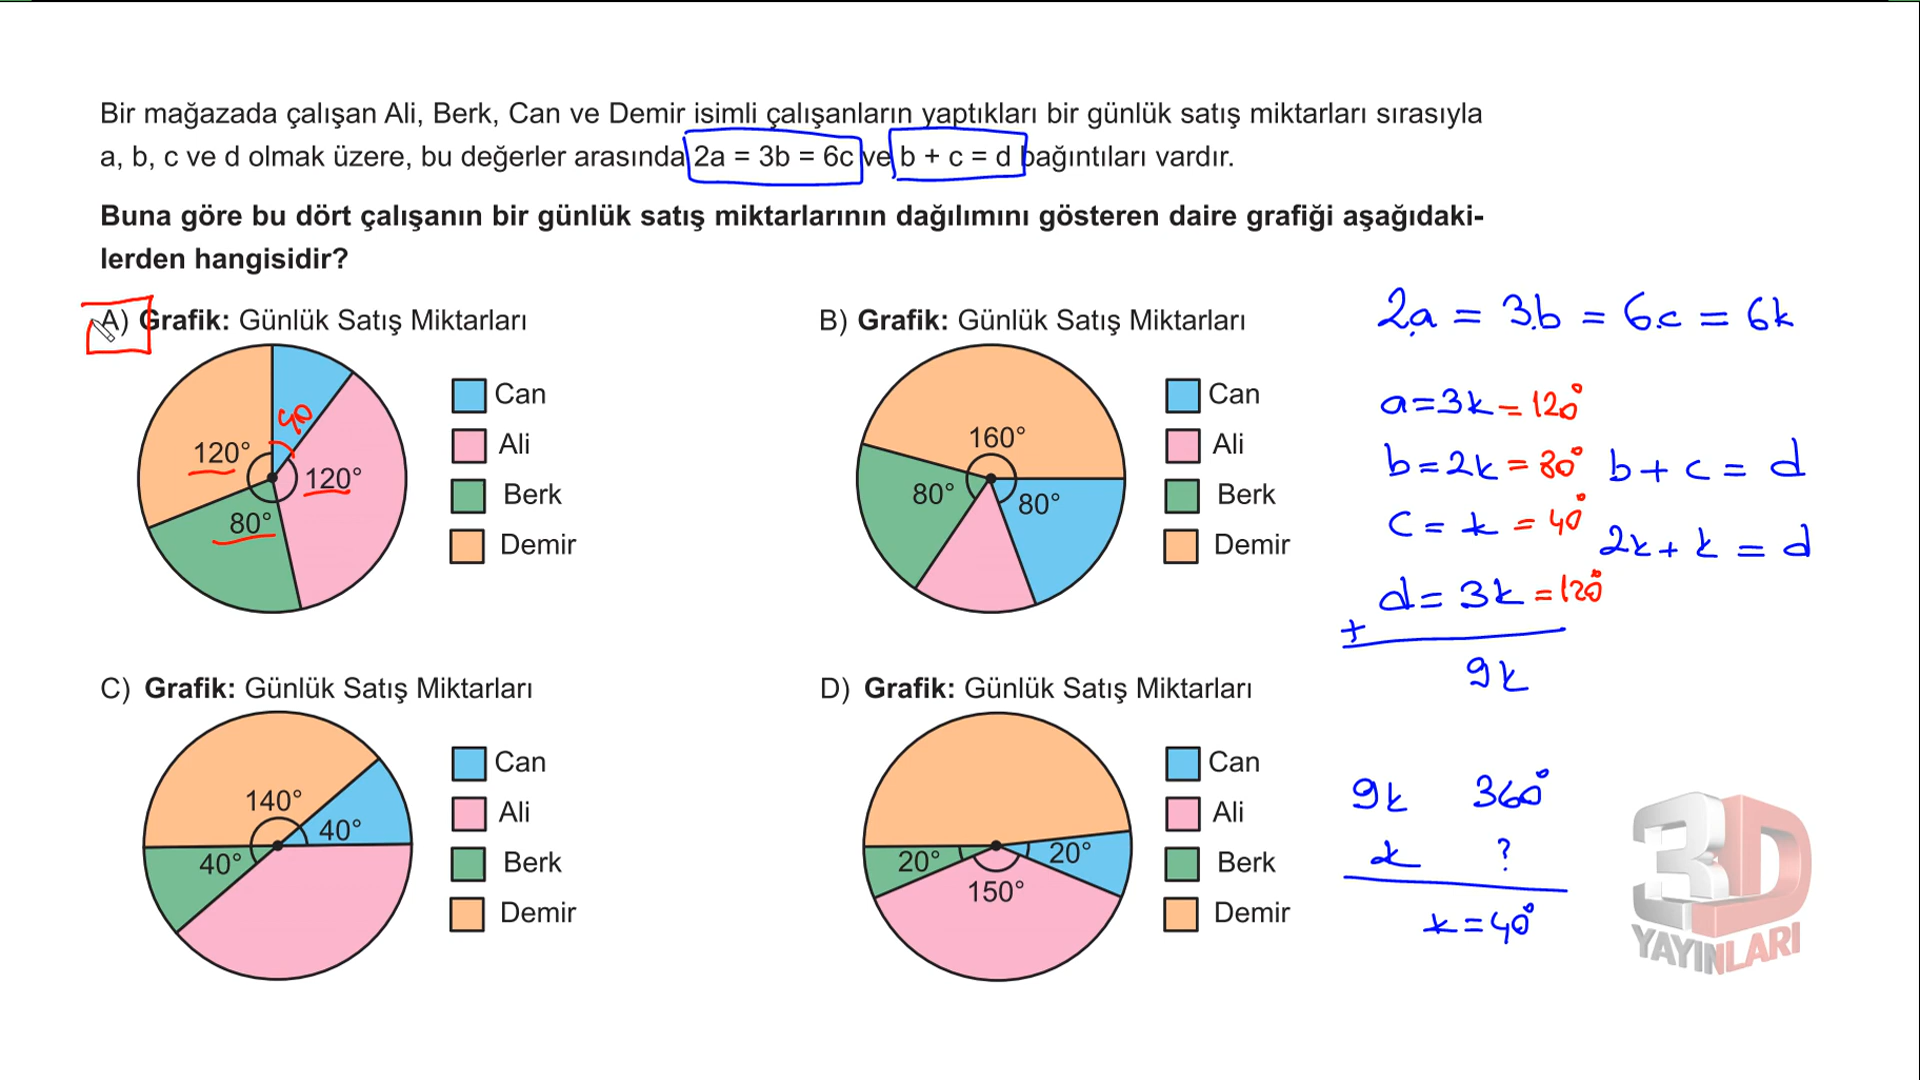 Bir mağazada çalışan Ali, Berk, Can ve Demir isimli çalışanların yaptıkları bir günlük satış miktarları sırasıyla
a, b, c ve d olmak üzere, bu değerler arasında 2a = 3b = 6c ve b + c = d bağıntıları vardır.
Buna göre bu dört çalışanın bir günlük satış miktarlarının dağılımını gösteren daire grafiği aşağıdaki-
lerden hangisidir?
A) Grafik: Günlük Satış Miktarları
40
120°
120°
80°
Can
Ali
Berk
Demir
B) Grafik: Günlük Satış Miktarları
160°
80°
80°
Can
Ali
Berk
Demir
C) Grafik: Günlük Satış Miktarları
140°
40°
40°
Can
Ali
Berk
Demir
D) Grafik: Günlük Satış Miktarları
20°
20°
150°
Can
Ali
Berk
Demir
2a = 3b = 6c = 6k
a = 3k = 120°
b = 2k = 80° b + c = d
c = k = 40°
2k + k = d
d = 3k = 120°
+
9k
9k 360°
k ?
k = 40°
3D
YAYINLARI